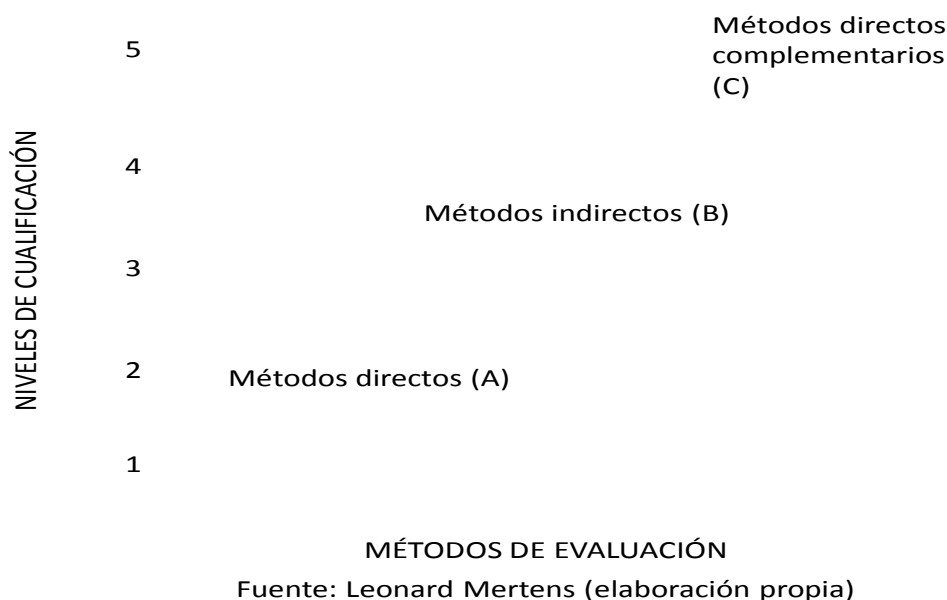 Métodos directos
complementarios
(C)
5
4
Métodos indirectos (B)
3
2
Métodos directos (A)
1
NIVELES DE CUALIFICACIÓN
MÉTODOS DE EVALUACIÓN
Fuente: Leonard Mertens (elaboración propia)